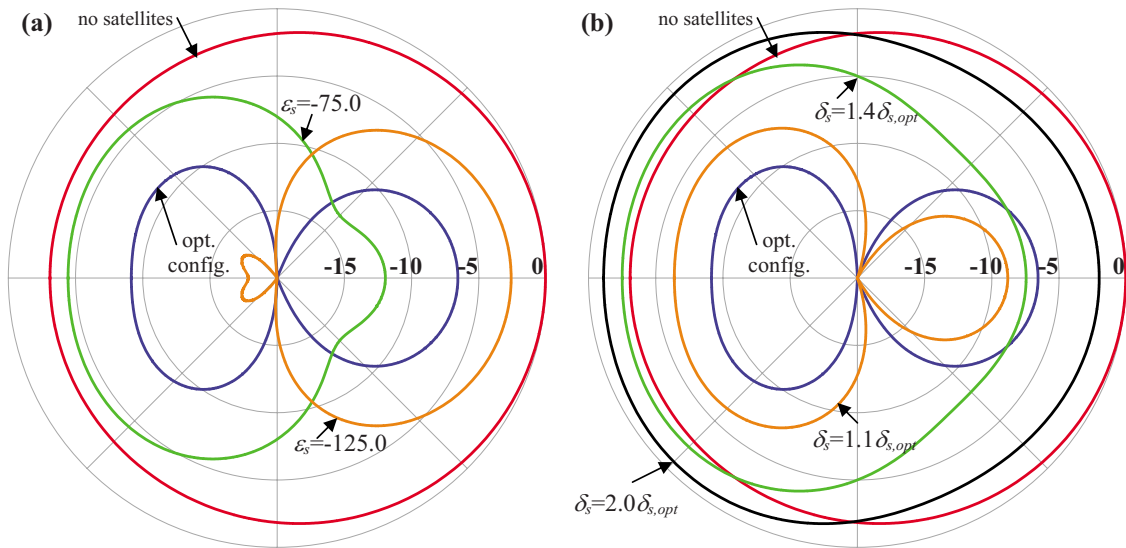 (a)
no satellites
εs=-75.0
opt.
config.
-15 -10 -5 0
εs=-125.0
(b)
no satellites
δs=1.4δs,opt
opt.
config.
-15 -10 -5 0
δs=1.1δs,opt
δs=2.0δs,opt